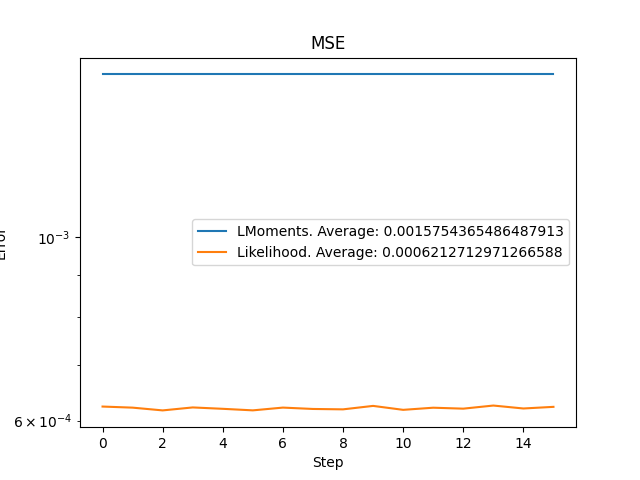 MSE
Error
10⁻³
6 × 10⁻⁴
LMoments. Average: 0.0015754365486487913
Likelihood. Average: 0.0006212712971266588
0 2 4 6 8 10 12 14
Step